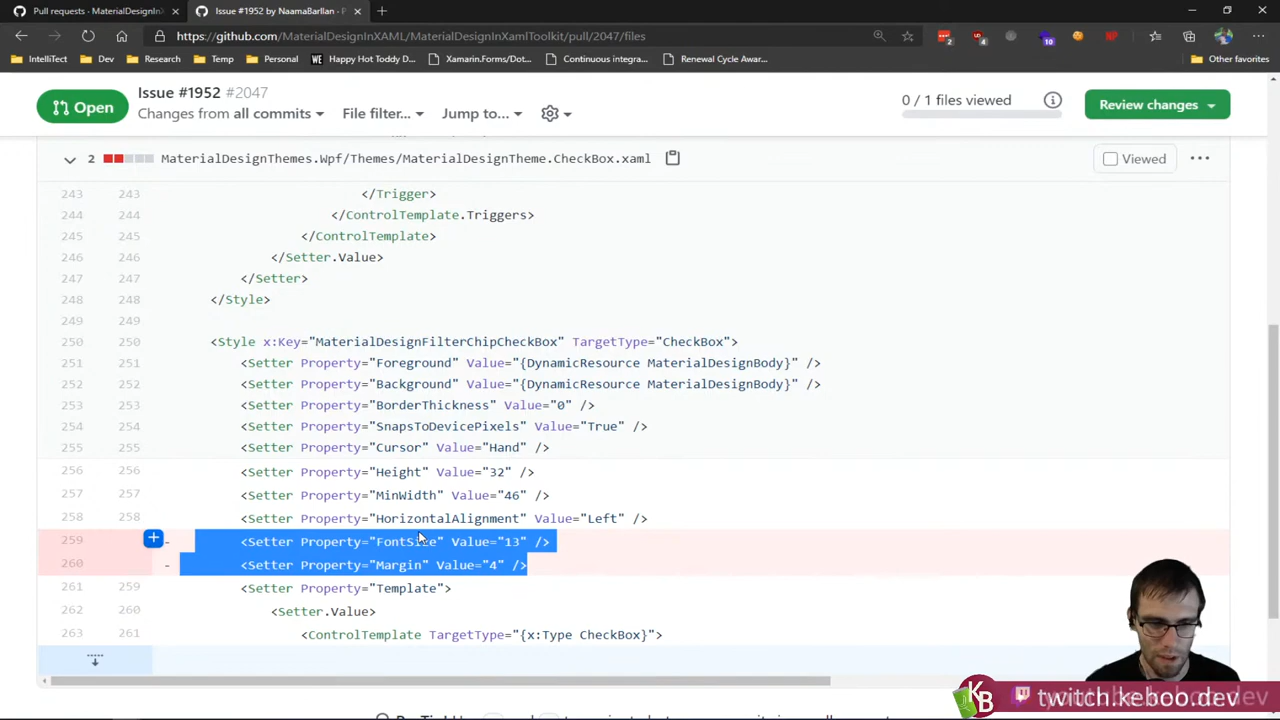 Pull requests · MaterialDesignIn
Issue #1952 by NaamaBarIlan · P
https://github.com/MaterialDesignInXAML/MaterialDesignInXamlToolkit/pull/2047/files
IntelliTect
Dev
Research
Temp
Personal
Happy Hot Toddy D...
Xamarin.Forms/Dot...
Continuous integra...
Renewal Cycle Awar...
Other favorites
Open
Issue #1952 #2047
Changes from all commits
File filter...
Jump to...
0 / 1 files viewed
Review changes
2 MaterialDesignThemes.Wpf/Themes/MaterialDesignTheme.CheckBox.xaml
Viewed
243 243 </Trigger>
244 244 </ControlTemplate.Triggers>
245 245 </ControlTemplate>
246 246 </Setter.Value>
247 247 </Setter>
248 248 </Style>
249 249
250 250 <Style x:Key="MaterialDesignFilterChipCheckBox" TargetType="CheckBox">
251 251 <Setter Property="Foreground" Value="{DynamicResource MaterialDesignBody}" />
252 252 <Setter Property="Background" Value="{DynamicResource MaterialDesignBody}" />
253 253 <Setter Property="BorderThickness" Value="0" />
254 254 <Setter Property="SnapsToDevicePixels" Value="True" />
255 255 <Setter Property="Cursor" Value="Hand" />
256 256 <Setter Property="Height" Value="32" />
257 257 <Setter Property="MinWidth" Value="46" />
258 258 <Setter Property="HorizontalAlignment" Value="Left" />
259 - <Setter Property="FontSize" Value="13" />
260 - <Setter Property="Margin" Value="4" />
261 259 <Setter Property="Template">
262 260 <Setter.Value>
263 261 <ControlTemplate TargetType="{x:Type CheckBox}">
KB
twitch.keboo.dev